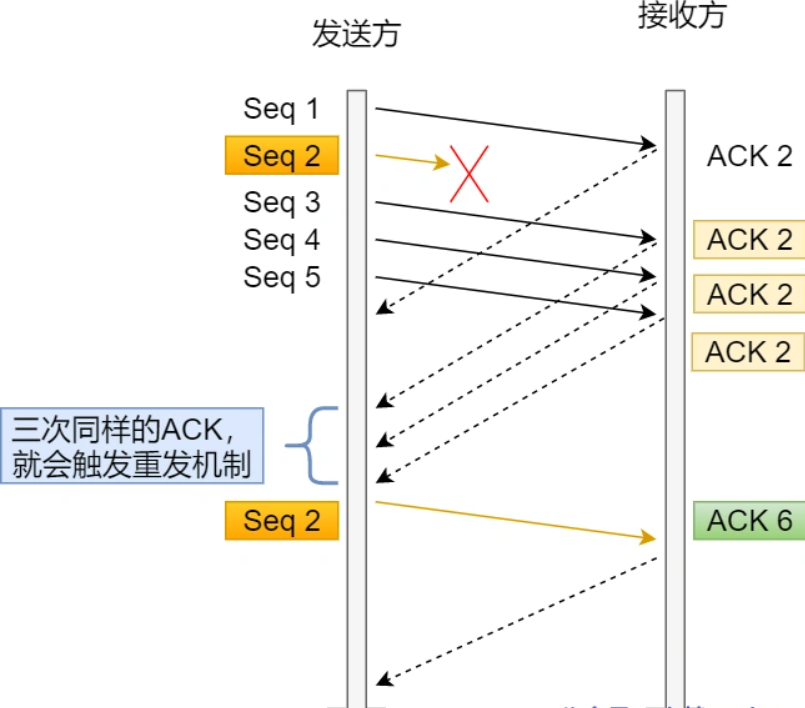 发送方
接收方
Seq 1
Seq 2
ACK 2
Seq 3
Seq 4
ACK 2
Seq 5
ACK 2
ACK 2
三次同样的ACK，
就会触发重发机制
Seq 2
ACK 6